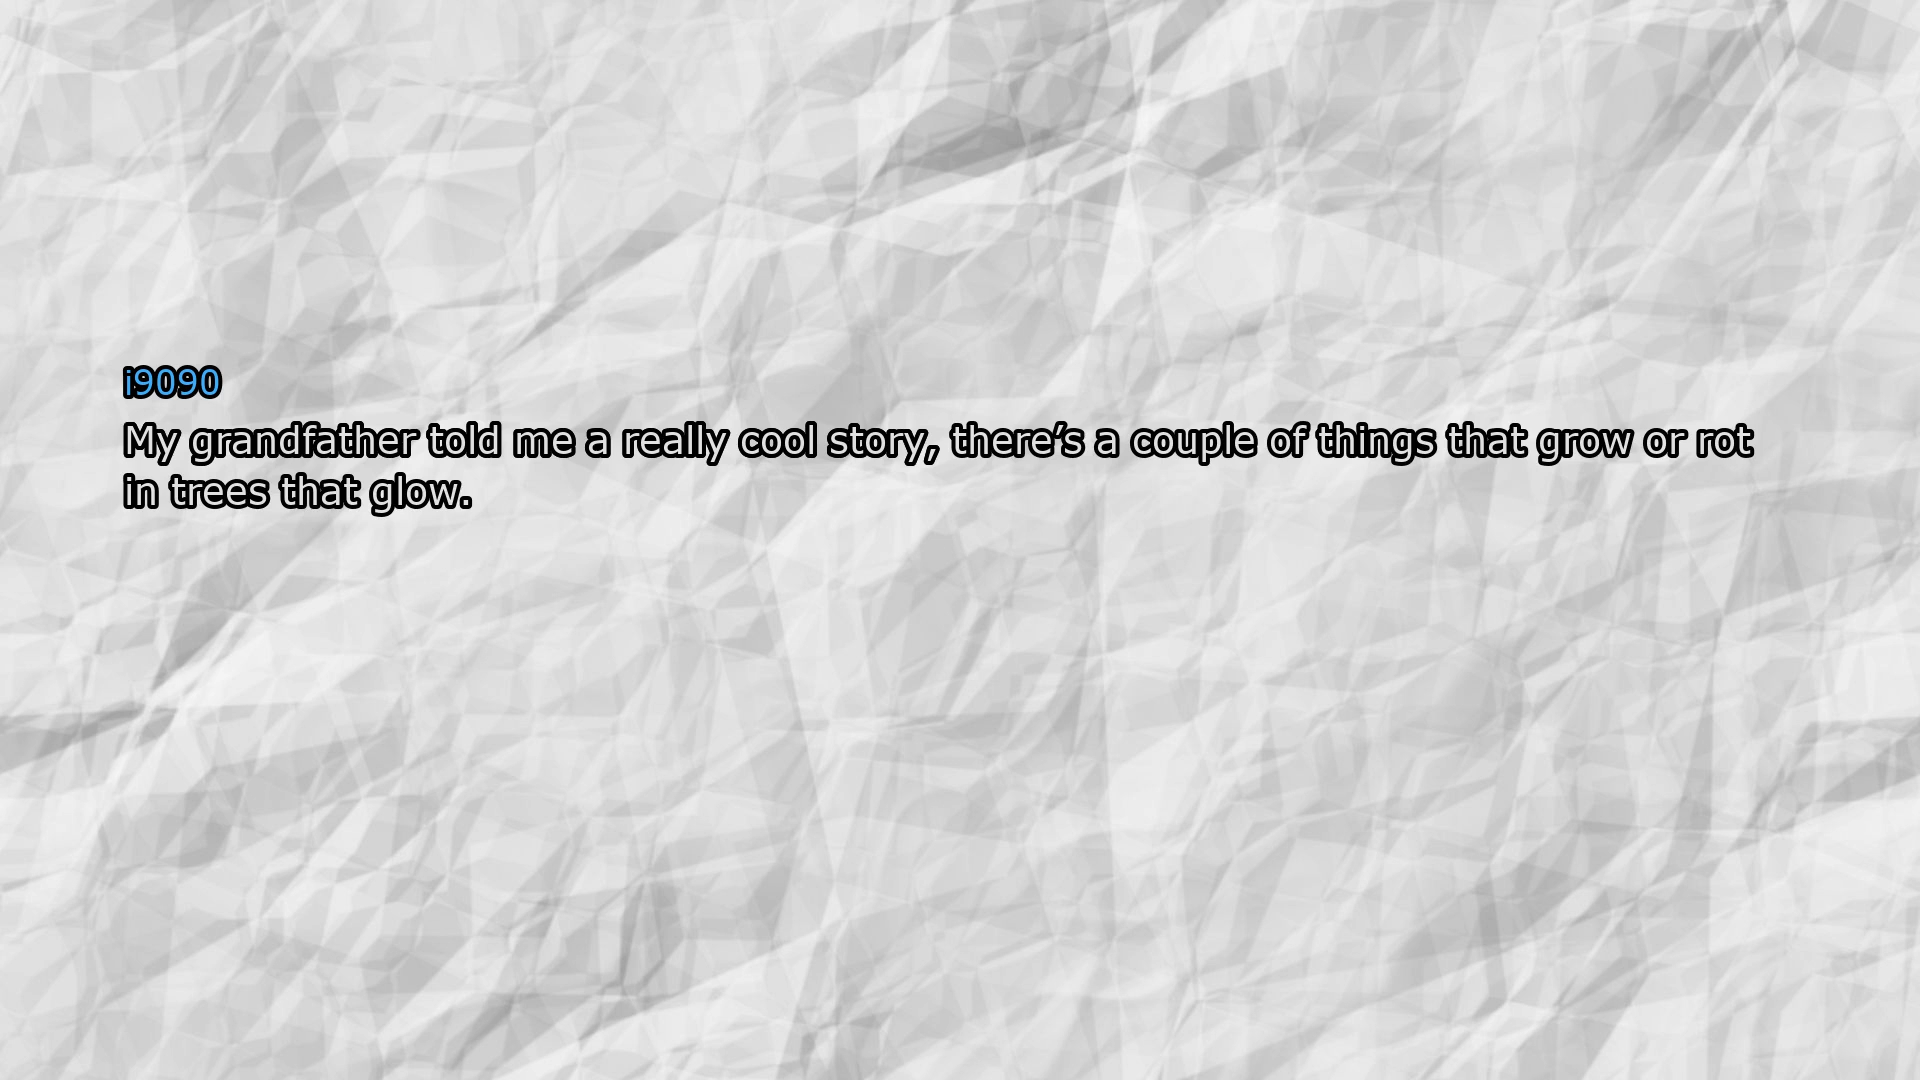 i9090
My grandfather told me a really cool story, there's a couple of things that grow or rot
in trees that glow.